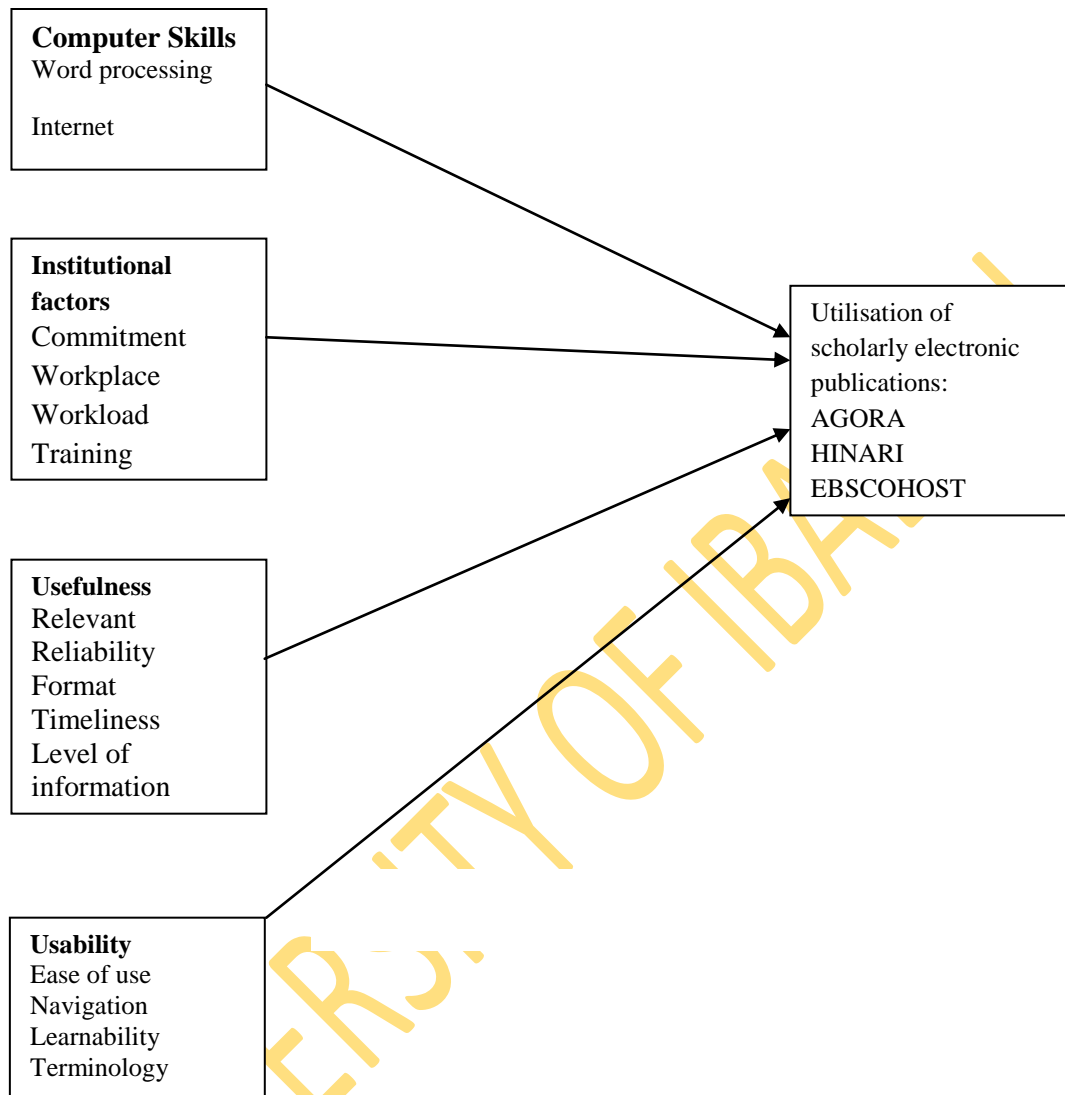 Computer Skills
Word processing
Internet
Institutional
factors
Commitment
Workplace
Workload
Training
Usefulness
Relevant
Reliability
Format
Timeliness
Level of
information
Usability
Ease of use
Navigation
Learnability
Terminology
Utilisation of
scholarly electronic
publications:
AGORA
HINARI
EBSCOHOST